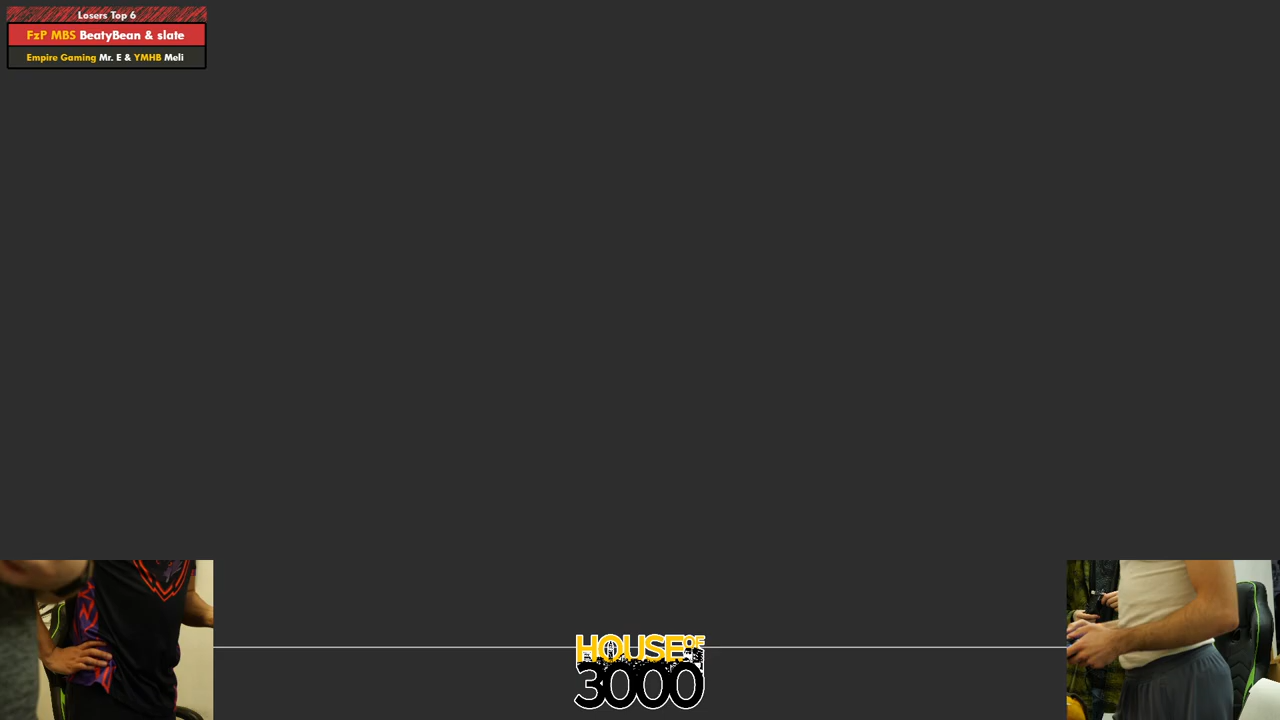 Losers Top 6
FzP MBS BeatyBean & slate
Empire Gaming Mr. E & YMHB Meli
HOUSE OF
3000